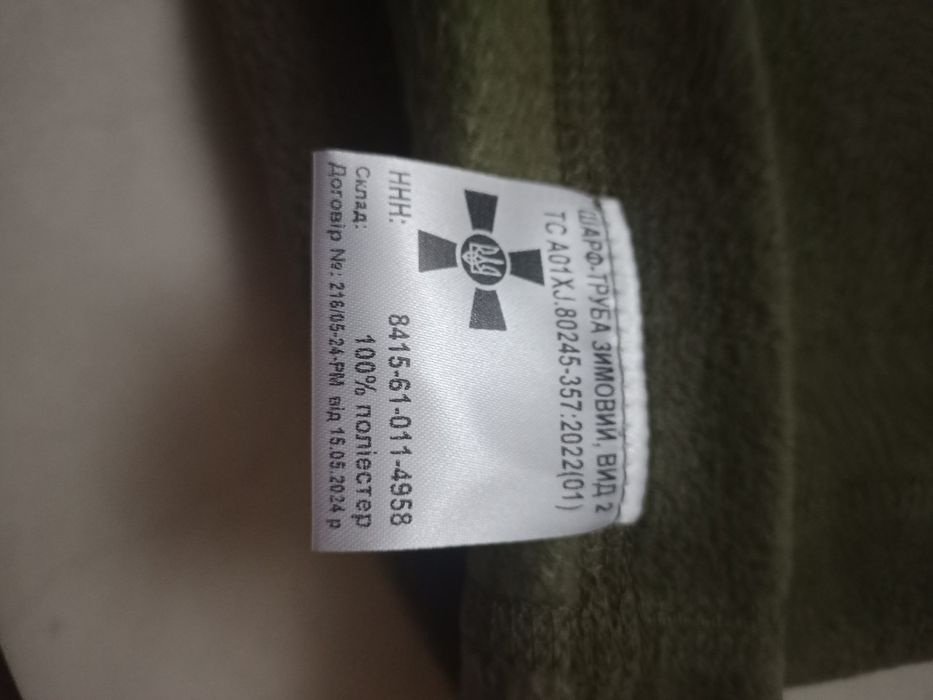 ШАРФ-ТРУБА ЗИМОВИЙ, ВИД 2
ТС А01XJ.80245-357:2022(01)
ННН: 8415-61-011-4958
Склад: 100% поліестер
Договір №: 216/05-24-РМ від 15.05.2024 р